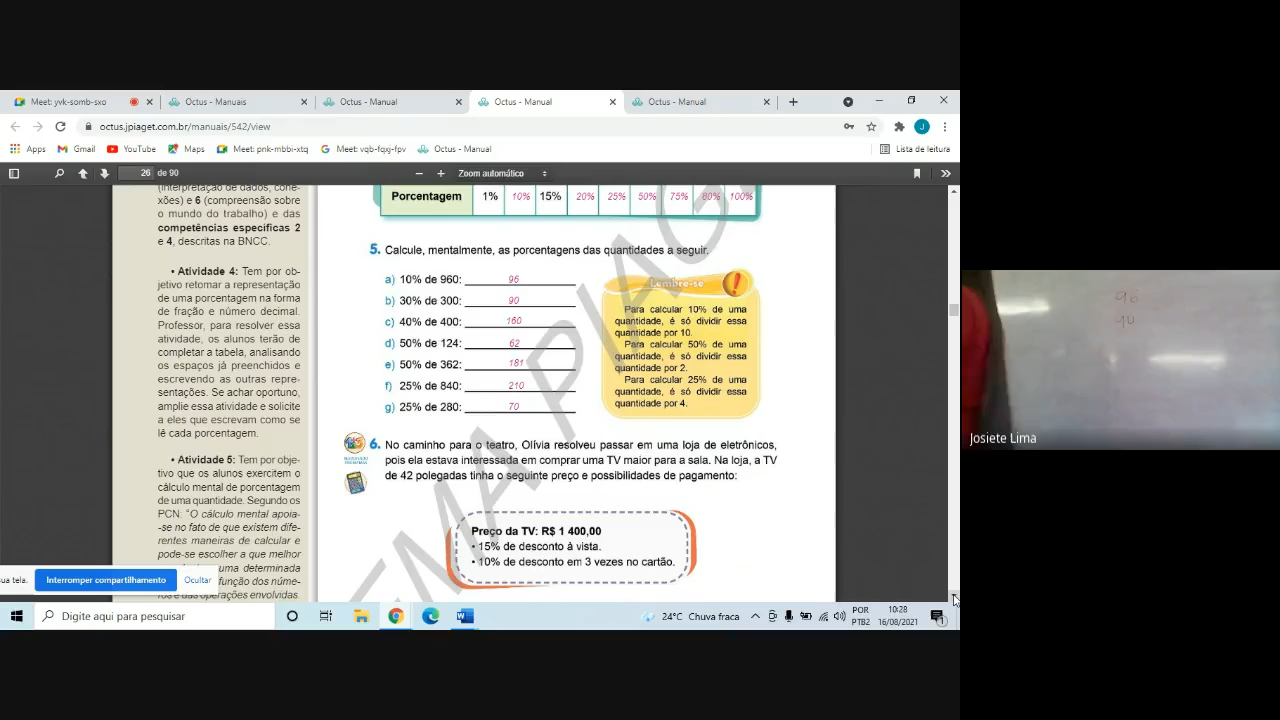 Meet: yvk-somb-sxo
Octus - Manuais
Octus - Manual
Octus - Manual
Octus - Manual
octus.jpiaget.com.br/manuais/542/view
Apps
Gmail
YouTube
Maps
Meet: pnk-mbbi-xtq
Meet: vqb-fqxj-fpv
Octus - Manual
Lista de leitura
26 de 90
Zoom automático
(interpretação de dados, cone-
xões) e 6 (compreensão sobre
o mundo do trabalho) e das
competências específicas 2
e 4, descritas na BNCC.
• Atividade 4: Tem por ob-
jetivo retomar a representação
de uma porcentagem na forma
de fração e número decimal.
Professor, para resolver essa
atividade, os alunos terão de
completar a tabela, analisando
os espaços já preenchidos e
escrevendo as outras repre-
sentações. Se achar oportuno,
amplie essa atividade e solicite
a eles que escrevam como se
lê cada porcentagem.
• Atividade 5: Tem por obje-
tivo que os alunos exercitem o
cálculo mental de porcentagem
de uma quantidade. Segundo os
PCN: "O cálculo mental apoia-
-se no fato de que existem dife-
rentes maneiras de calcular e
pode-se escolher a que melhor
uma determinada
função dos núme-
ros e das operações envolvidas.
Porcentagem 1% 10% 15% 20% 25% 50% 75% 80% 100%
5. Calcule, mentalmente, as porcentagens das quantidades a seguir.
a) 10% de 960: 96
b) 30% de 300: 90
c) 40% de 400: 160
d) 50% de 124: 62
e) 50% de 362: 181
f) 25% de 840: 210
g) 25% de 280: 70
Lembre-se
Para calcular 10% de uma
quantidade, é só dividir essa
quantidade por 10.
Para calcular 50% de uma
quantidade, é só dividir essa
quantidade por 2.
Para calcular 25% de uma
quantidade, é só dividir essa
quantidade por 4.
6. No caminho para o teatro, Olívia resolveu passar em uma loja de eletrônicos,
pois ela estava interessada em comprar uma TV maior para a sala. Na loja, a TV
de 42 polegadas tinha o seguinte preço e possibilidades de pagamento:
Preço da TV: R$ 1 400,00
• 15% de desconto à vista.
• 10% de desconto em 3 vezes no cartão.
EMA PIAG
sua tela.
Interromper compartilhamento
Ocultar
Digite aqui para pesquisar
24°C Chuva fraca
POR
PTB2
10:28
16/08/2021
96
Josiete Lima